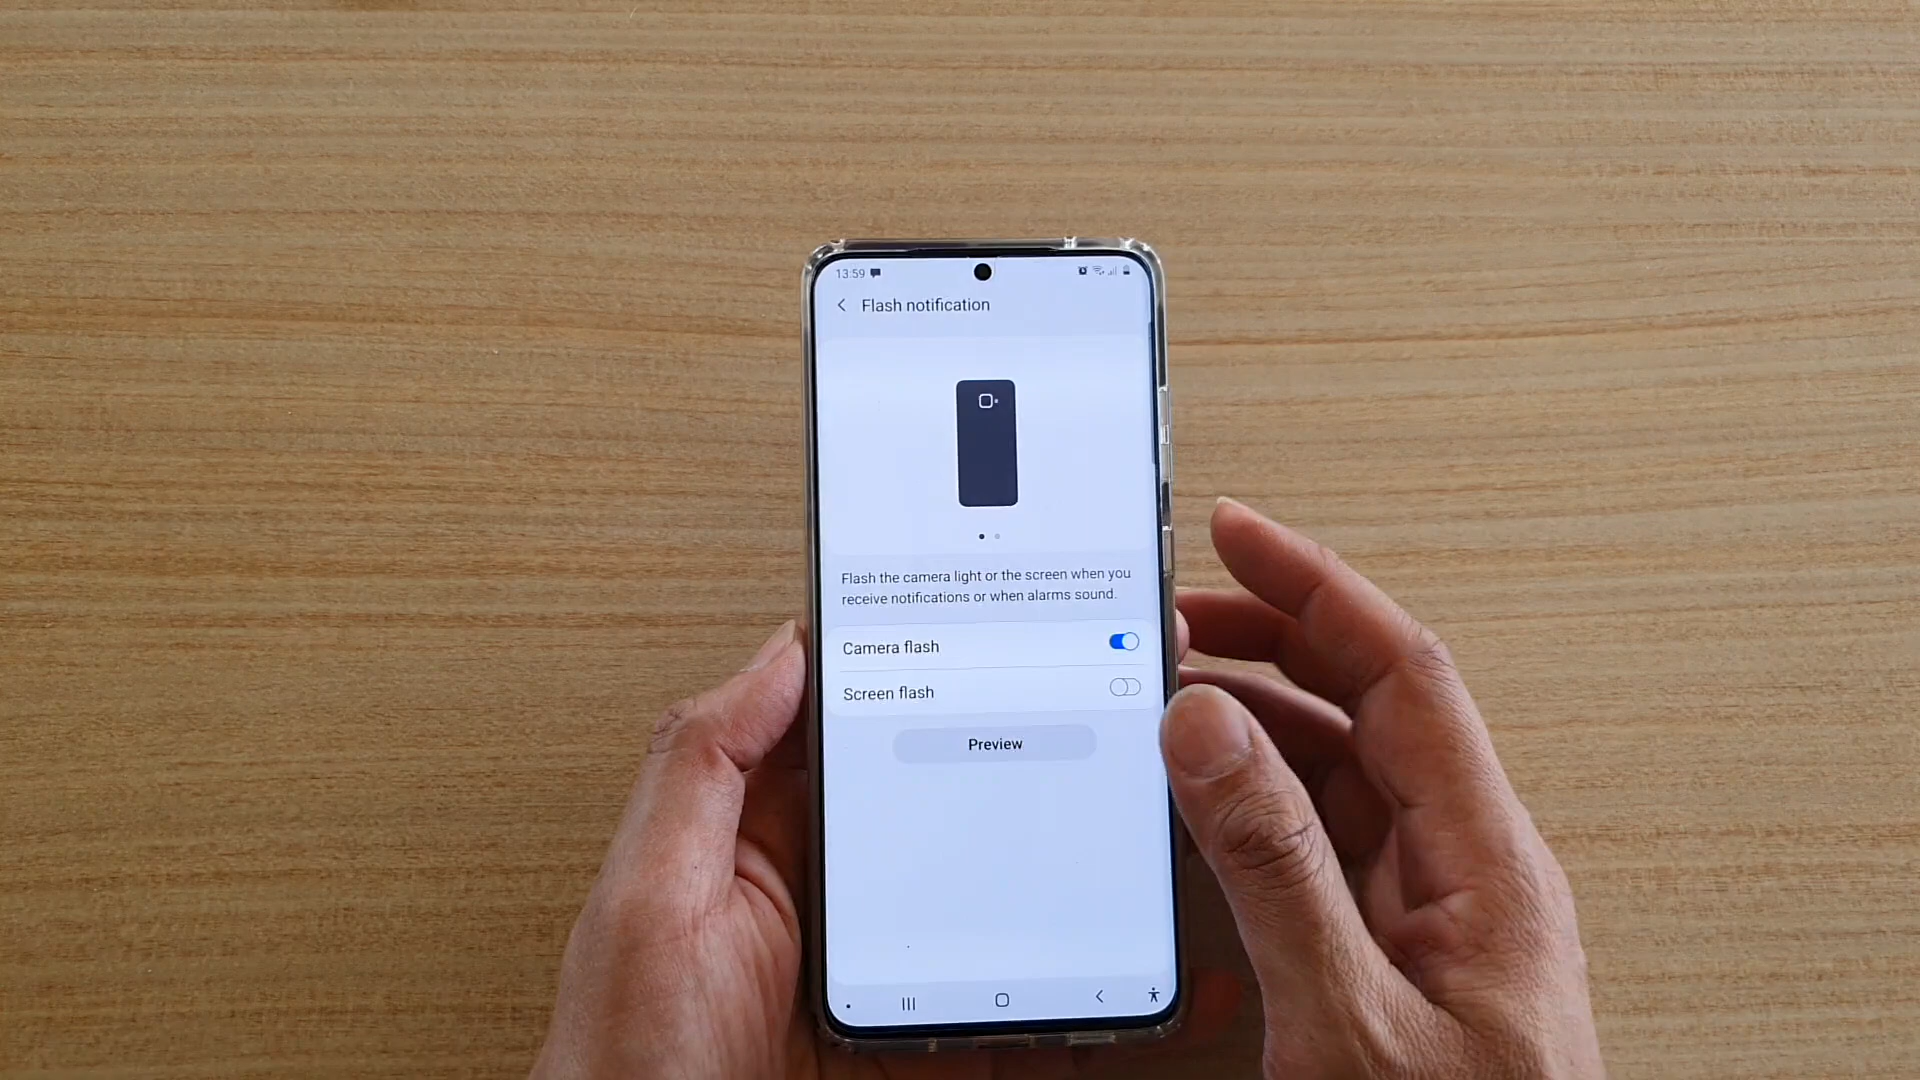 13:59
Flash notification
Flash the camera light or the screen when you
receive notifications or when alarms sound.
Camera flash
Screen flash
Preview